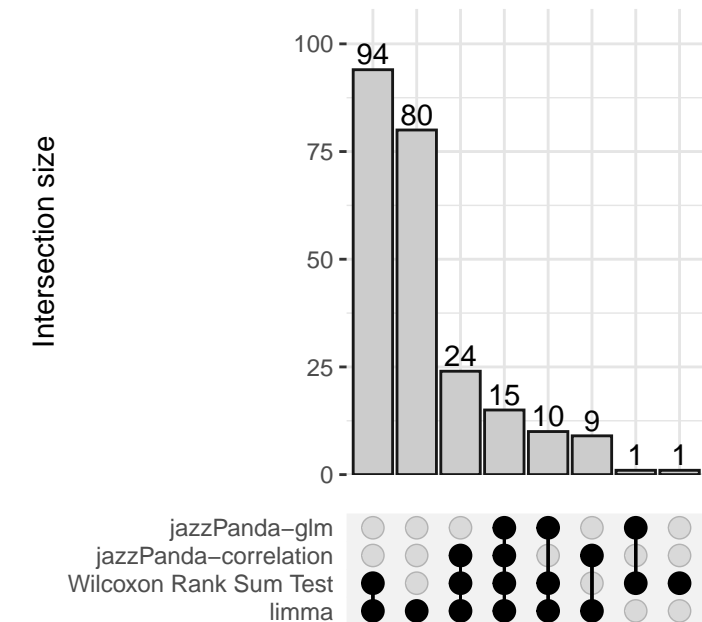 Intersection size
100
75
50
25
0
94
80
24
15
10
9
1
1
jazzPanda−glm
jazzPanda−correlation
Wilcoxon Rank Sum Test
limma